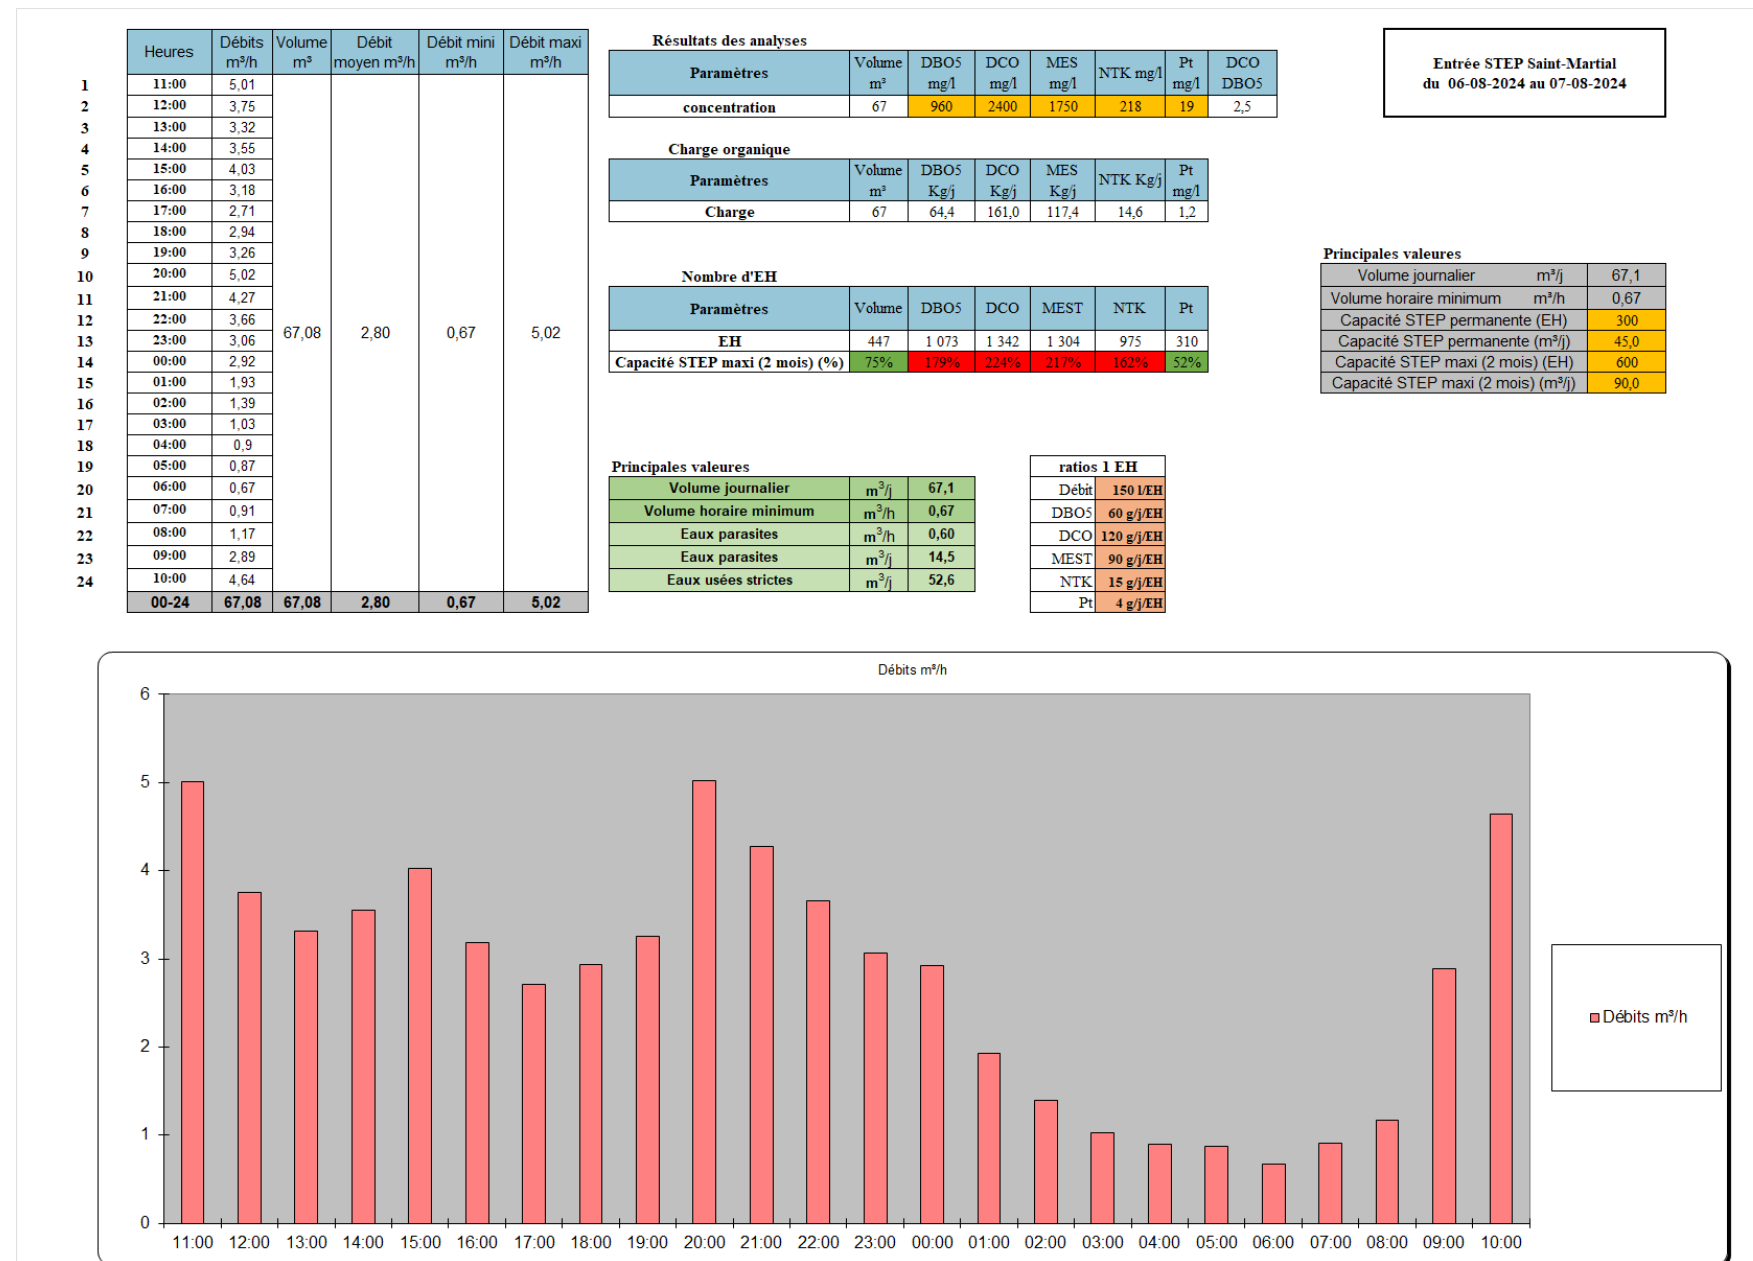 Heures Débits m³/h Volume m³ Débit moyen m³/h Débit mini m³/h Débit maxi m³/h
1 11:00 5,01
2 12:00 3,75
3 13:00 3,32
4 14:00 3,55
5 15:00 4,03
6 16:00 3,18
7 17:00 2,71
8 18:00 2,94
9 19:00 3,26
10 20:00 5,02
11 21:00 4,27
12 22:00 3,66
13 23:00 3,06 67,08 2,80 0,67 5,02
14 00:00 2,92
15 01:00 1,93
16 02:00 1,39
17 03:00 1,03
18 04:00 0,9
19 05:00 0,87
20 06:00 0,67
21 07:00 0,91
22 08:00 1,17
23 09:00 2,89
24 10:00 4,64
00-24 67,08 67,08 2,80 0,67 5,02
Résultats des analyses
Paramètres Volume m³ DBO5 mg/l DCO mg/l MES mg/l NTK mg/l Pt mg/l DCO DBO5
concentration 67 960 2400 1750 218 19 2,5
Charge organique
Paramètres Volume m³ DBO5 Kg/j DCO Kg/j MES Kg/j NTK Kg/j Pt mg/l
Charge 67 64,4 161,0 117,4 14,6 1,2
Nombre d'EH
Paramètres Volume DBO5 DCO MEST NTK Pt
EH 447 1 073 1 342 1 304 975 310
Capacité STEP maxi (2 mois) (%) 75% 179% 224% 217% 162% 52%
Principales valeures
Volume journalier m³/j 67,1
Volume horaire minimum m³/h 0,67
Eaux parasites m³/h 0,60
Eaux parasites m³/j 14,5
Eaux usées strictes m³/j 52,6
ratios 1 EH
Débit 150 l/EH
DBO5 60 g/j/EH
DCO 120 g/j/EH
MEST 90 g/j/EH
NTK 15 g/j/EH
Pt 4 g/j/EH
Entrée STEP Saint-Martial
du 06-08-2024 au 07-08-2024
Principales valeures
Volume journalier m³/j 67,1
Volume horaire minimum m³/h 0,67
Capacité STEP permanente (EH) 300
Capacité STEP permanente (m³/j) 45,0
Capacité STEP maxi (2 mois) (EH) 600
Capacité STEP maxi (2 mois) (m³/j) 90,0
Débits m³/h
6
5
4
3
2
1
0
11:00 12:00 13:00 14:00 15:00 16:00 17:00 18:00 19:00 20:00 21:00 22:00 23:00 00:00 01:00 02:00 03:00 04:00 05:00 06:00 07:00 08:00 09:00 10:00
Débits m³/h